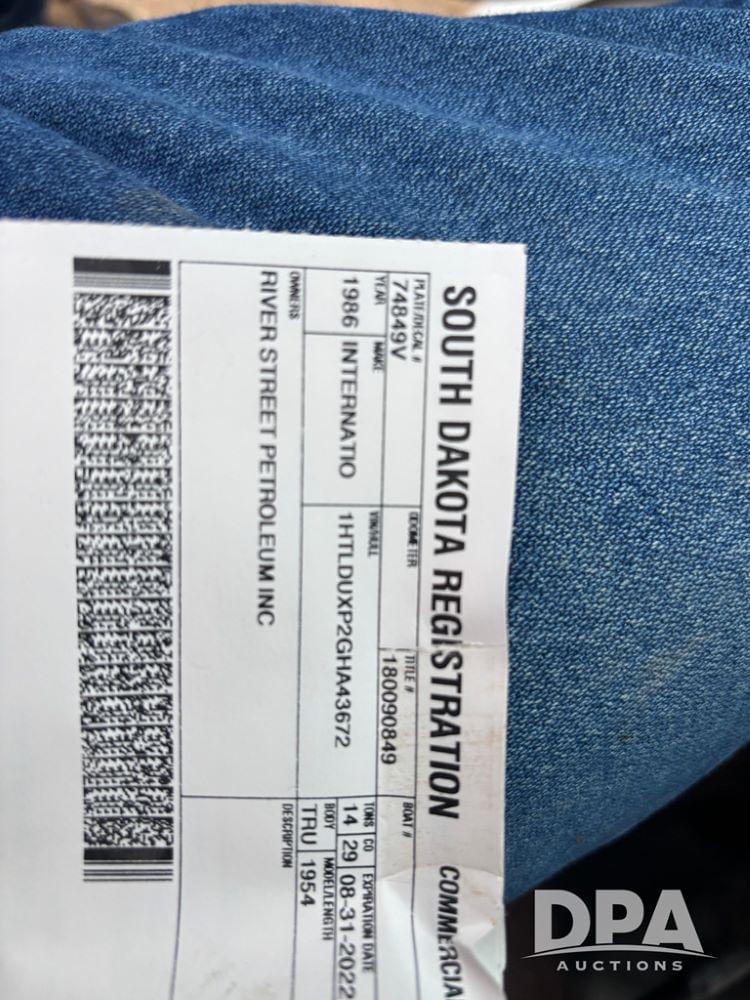 SOUTH DAKOTA REGISTRATION COMMERCIA
PLATE/DECAL # ODOMETER TITLE # BOAT # TONS CO EXPIRATION DATE
74849V 180090849 14 29 08-31-2022
YEAR MAKE VIN/HULL BODY MODEL/LENGTH
1986 INTERNATIO 1HTLDUXP2GHA43672 TRU 1954
OWNERS DESCRIPTION
RIVER STREET PETROLEUM INC
DPA
AUCTIONS